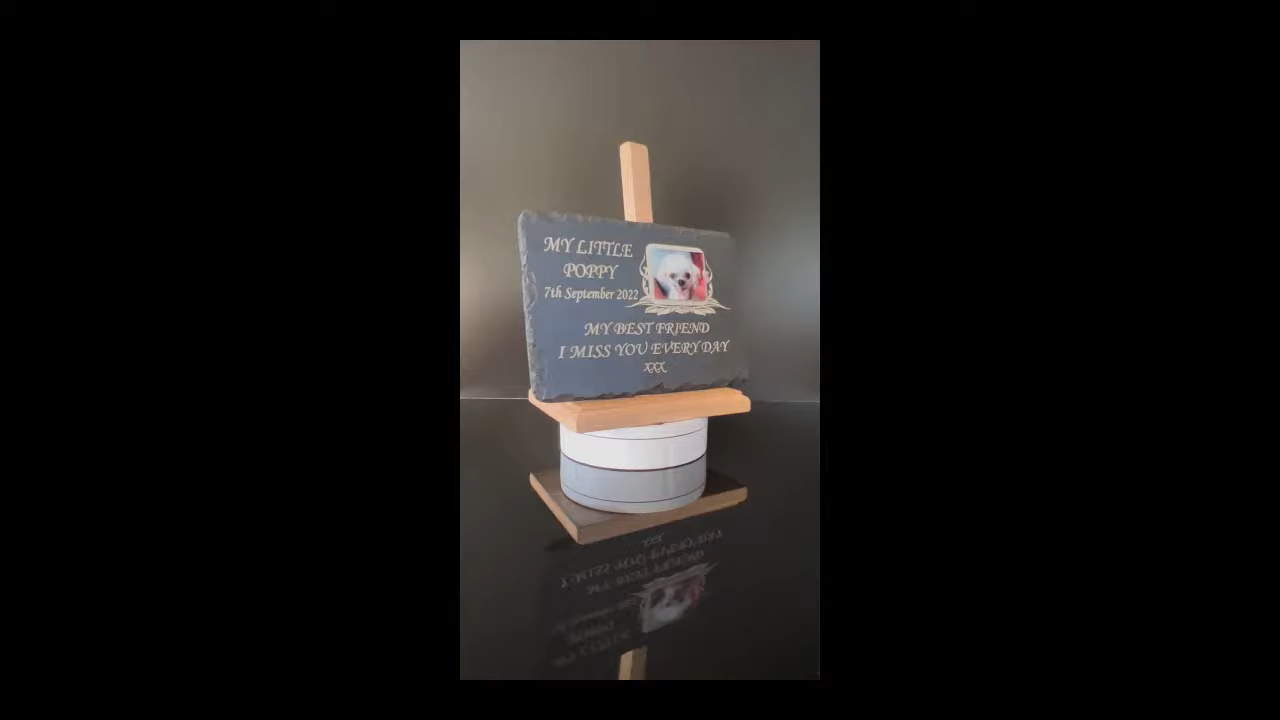 MY LITTLE
POPPY
7th September 2022
MY BEST FRIEND
I MISS YOU EVERY DAY
XXX